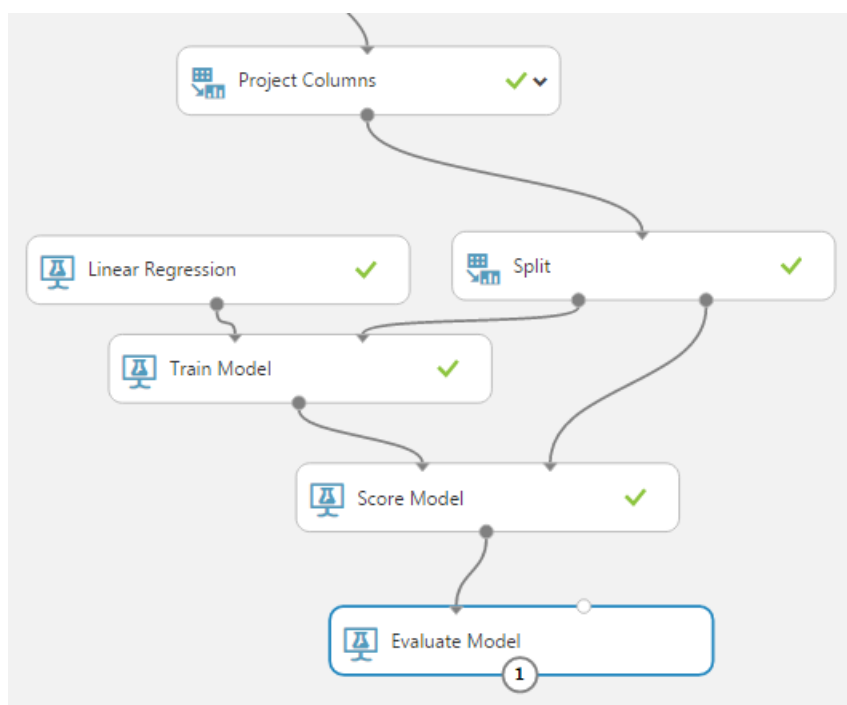 Project Columns
Linear Regression
Split
Train Model
Score Model
Evaluate Model
1